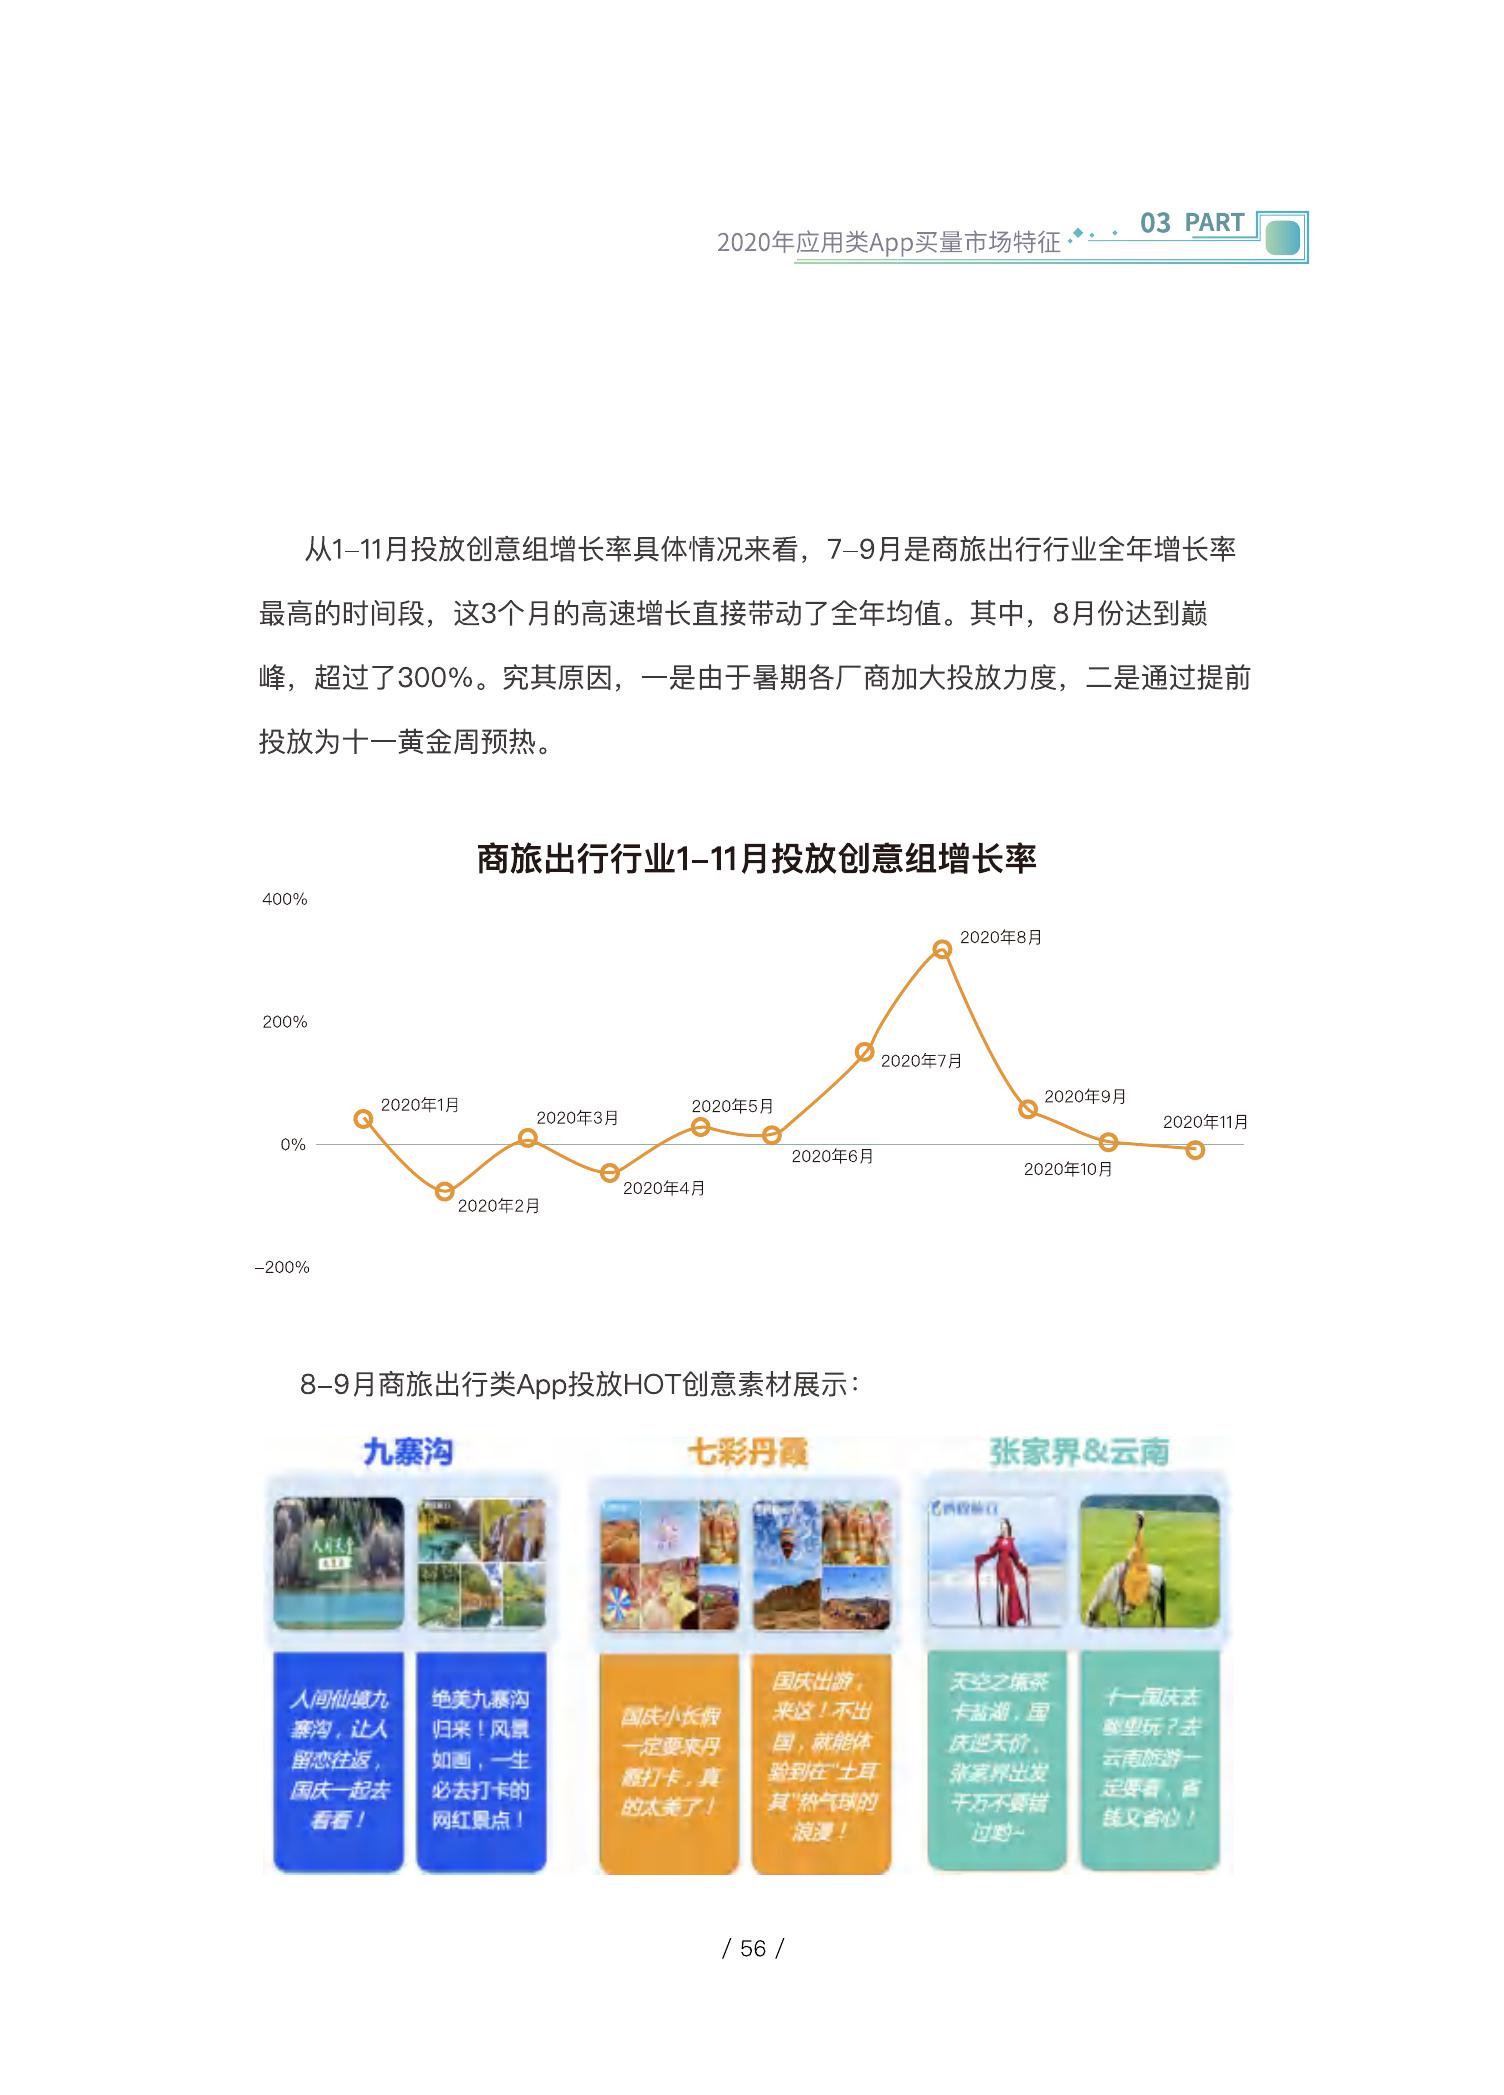 2020年应用类App买量市场特征
03 PART
从1–11月投放创意组增长率具体情况来看，7–9月是商旅出行行业全年增长率
最高的时间段，这3个月的高速增长直接带动了全年均值。其中，8月份达到巅
峰，超过了300%。究其原因，一是由于暑期各厂商加大投放力度，二是通过提前
投放为十一黄金周预热。
商旅出行行业1–11月投放创意组增长率
400%
200%
0%
–200%
2020年1月
2020年2月
2020年3月
2020年4月
2020年5月
2020年6月
2020年7月
2020年8月
2020年9月
2020年10月
2020年11月
8–9月商旅出行类App投放HOT创意素材展示：
九寨沟
人间仙境九
寨沟，让人
留恋往返，
国庆一起去
看看！
绝美九寨沟
归来！风景
如画，一生
必去打卡的
网红景点！
七彩丹霞
国庆小长假
一定要来丹
霞打卡，真
的太美了！
国庆出游，
来这！不出
国，就能体
验到在"土耳
其"热气球的
浪漫！
张家界&云南
天空之境茶
卡盐湖，国
庆逆天价，
张家界出发
千万不要错
过哟~
十一国庆去
哪里玩？去
云南旅游一
定要看，省
钱又省心！
/ 56 /